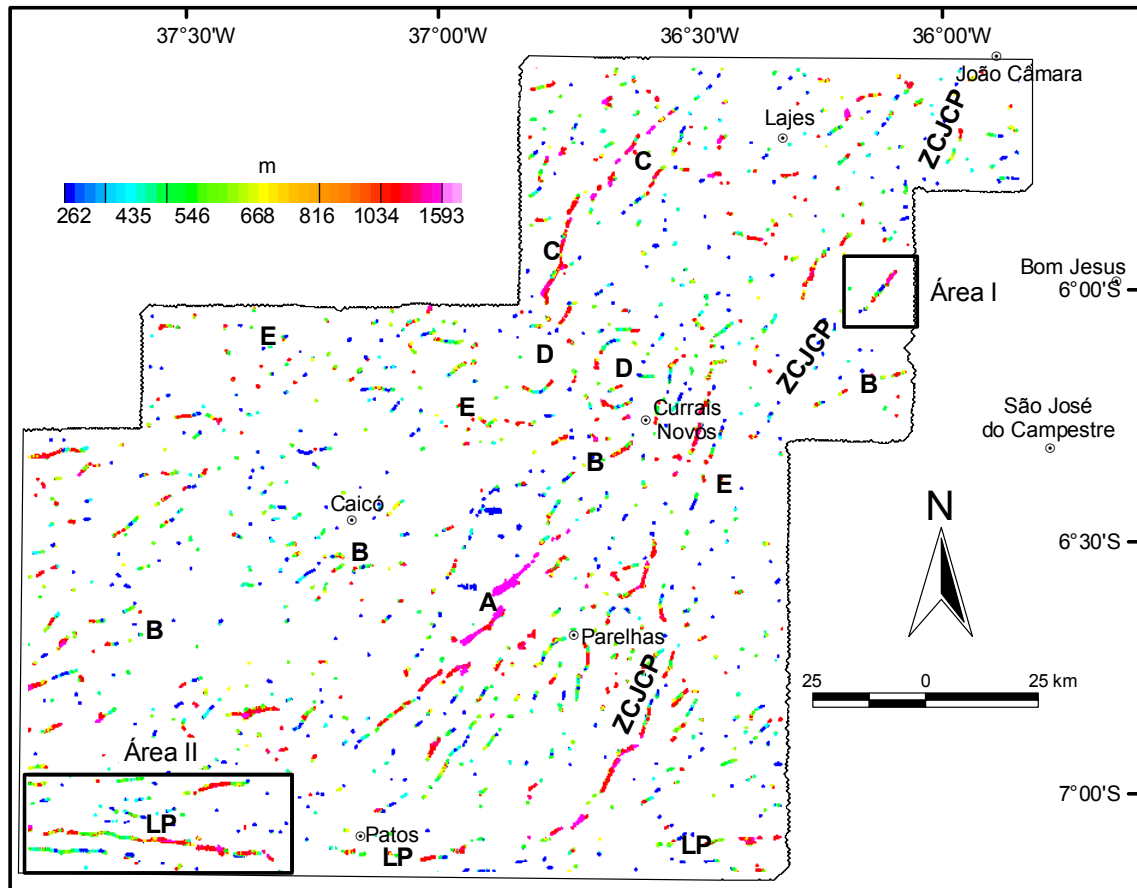 37°30'W 37°00'W 36°30'W 36°00'W
João Câmara
Lajes
ZCJCP
m
C
262 435 546 668 816 1034 1593
C
Bom Jesus
6°00'S
Área I
E
D
D
ZCJCP
B
E
Currais
Novos
São José
do Campestre
B
E
Caicó
N
6°30'S
B
A
B
Parelhas
ZCJCP
25 0 25 km
Área II
7°00'S
LP
Patos
LP
LP